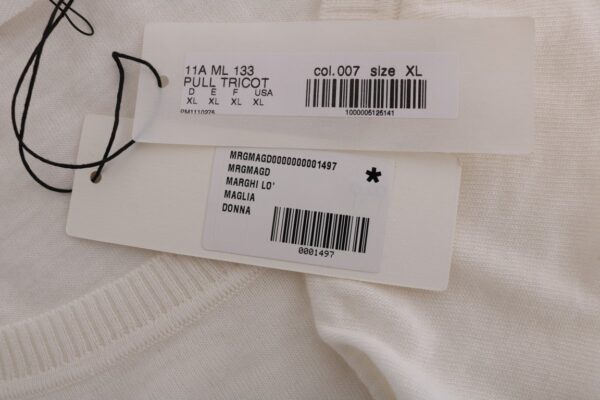 11A ML 133 col.007 size XL
PULL TRICOT
D E F USA
XL XL XL XL
PM1110275
1000005125141
MRGMAGD0000000001497
MRGMAGD
MARGHI LO'
MAGLIA
DONNA
*
0001497